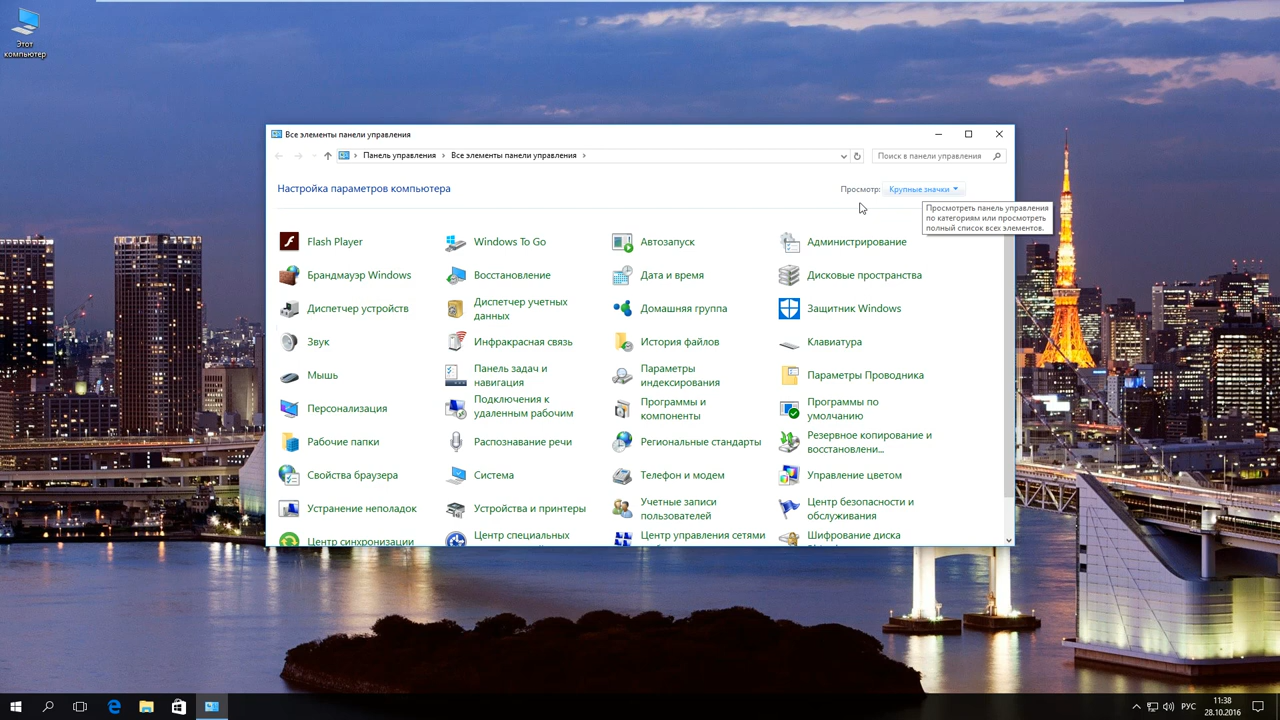 Этот
компьютер
Все элементы панели управления
Панель управления
Все элементы панели управления
Поиск в панели управления
Настройка параметров компьютера
Просмотр:
Крупные значки
Просмотреть панель управления
по категориям или просмотреть
полный список всех элементов.
Flash Player
Windows To Go
Автозапуск
Администрирование
Брандмауэр Windows
Восстановление
Дата и время
Дисковые пространства
Диспетчер устройств
Диспетчер учетных
данных
Домашняя группа
Защитник Windows
Звук
Инфракрасная связь
История файлов
Клавиатура
Мышь
Панель задач и
навигация
Параметры
индексирования
Параметры Проводника
Персонализация
Подключения к
удаленным рабочим
Программы и
компоненты
Программы по
умолчанию
Рабочие папки
Распознавание речи
Региональные стандарты
Резервное копирование и
восстановлени...
Свойства браузера
Система
Телефон и модем
Управление цветом
Устранение неполадок
Устройства и принтеры
Учетные записи
пользователей
Центр безопасности и
обслуживания
Центр синхронизации
Центр специальных
Центр управления сетями
Шифрование диска
РУС
11:38
28.10.2016